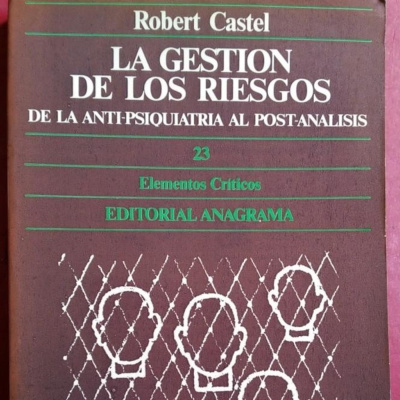 Robert Castel
LA GESTION
DE LOS RIESGOS
DE LA ANTI-PSIQUIATRIA AL POST-ANALISIS
23
Elementos Críticos
EDITORIAL ANAGRAMA